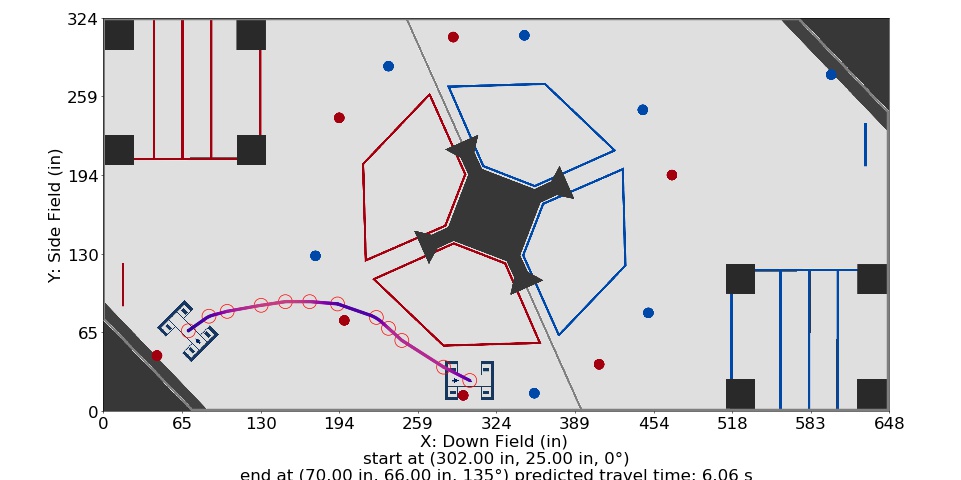 324
259
194
130
65
0
Y: Side Field (in)
0 65 130 194 259 324 389 454 518 583 648
X: Down Field (in)
start at (302.00 in, 25.00 in, 0°)
end at (70.00 in, 66.00 in, 135°) predicted travel time: 6.06 s